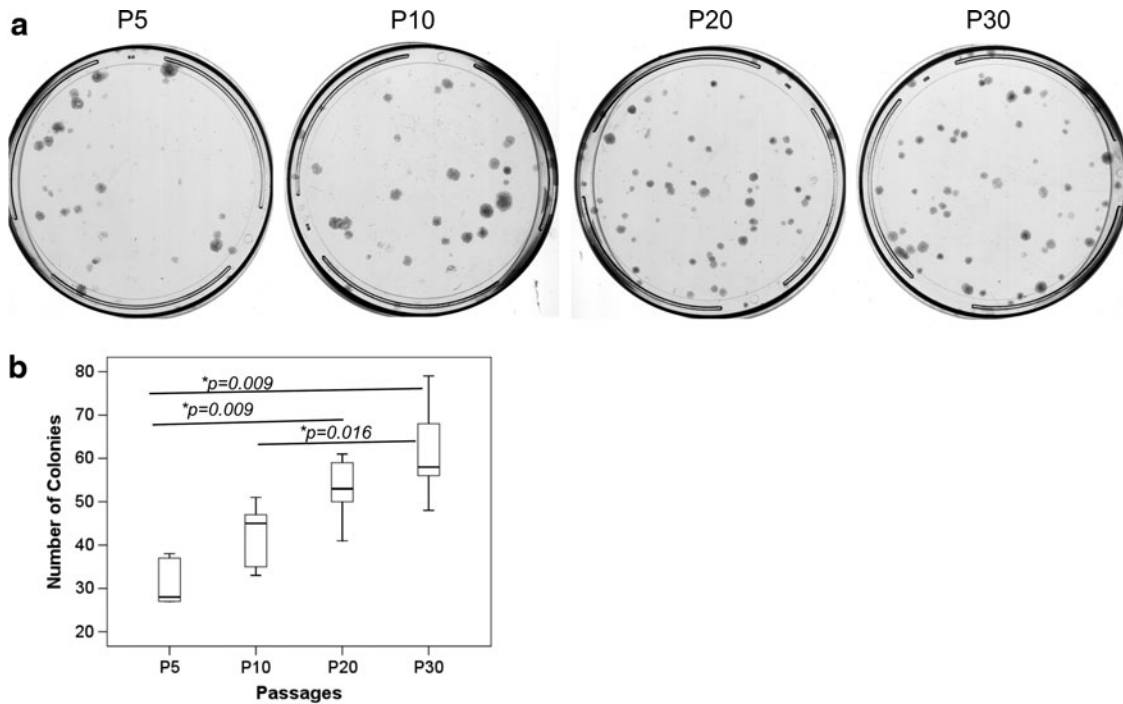 a
P5 P10 P20 P30
b
80
70
60
50
40
30
20
Number of Colonies
*p=0.009
*p=0.009
*p=0.016
P5 P10 P20 P30
Passages